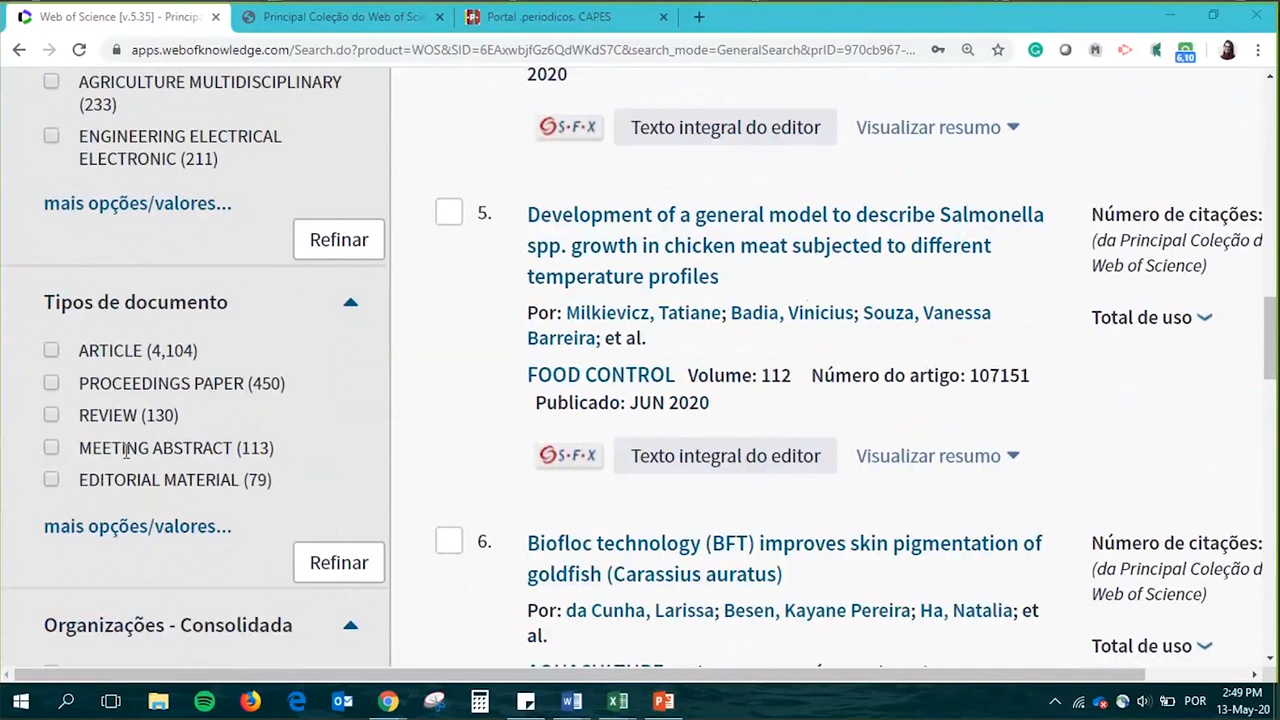 Web of Science [v.5.35] - Principa
Principal Coleção do Web of Scie
Portal .periodicos. CAPES
apps.webofknowledge.com/Search.do?product=WOS&SID=6EAxwbjfGz6QdWKdS7C&search_mode=GeneralSearch&prID=970cb967-...
6,10
AGRICULTURE MULTIDISCIPLINARY
(233)
ENGINEERING ELECTRICAL
ELECTRONIC (211)
mais opções/valores...
Refinar
Tipos de documento
ARTICLE (4,104)
PROCEEDINGS PAPER (450)
REVIEW (130)
MEETING ABSTRACT (113)
EDITORIAL MATERIAL (79)
mais opções/valores...
Refinar
Organizações - Consolidada
2020
S·F·X Texto integral do editor Visualizar resumo
5. Development of a general model to describe Salmonella
spp. growth in chicken meat subjected to different
temperature profiles
Por: Milkievicz, Tatiane; Badia, Vinicius; Souza, Vanessa
Barreira; et al.
FOOD CONTROL Volume: 112 Número do artigo: 107151
Publicado: JUN 2020
S·F·X Texto integral do editor Visualizar resumo
Número de citações:
(da Principal Coleção d
Web of Science)
Total de uso
6. Biofloc technology (BFT) improves skin pigmentation of
goldfish (Carassius auratus)
Por: da Cunha, Larissa; Besen, Kayane Pereira; Ha, Natalia; et
al.
AQUACULTURE
Número de citações:
(da Principal Coleção d
Web of Science)
Total de uso
POR
2:49 PM
13-May-20